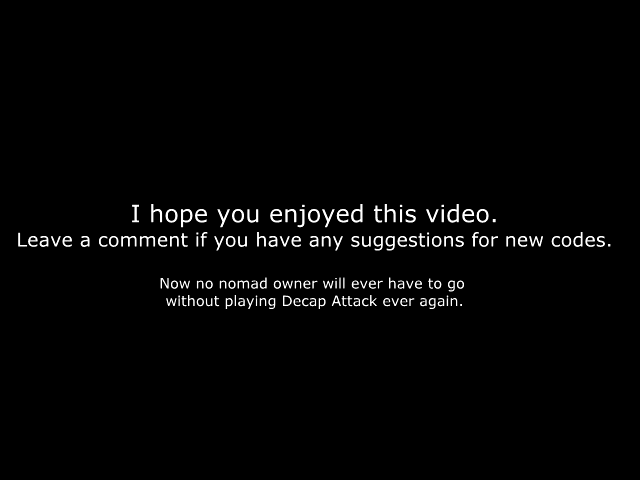 I hope you enjoyed this video.
Leave a comment if you have any suggestions for new codes.
Now no nomad owner will ever have to go
without playing Decap Attack ever again.